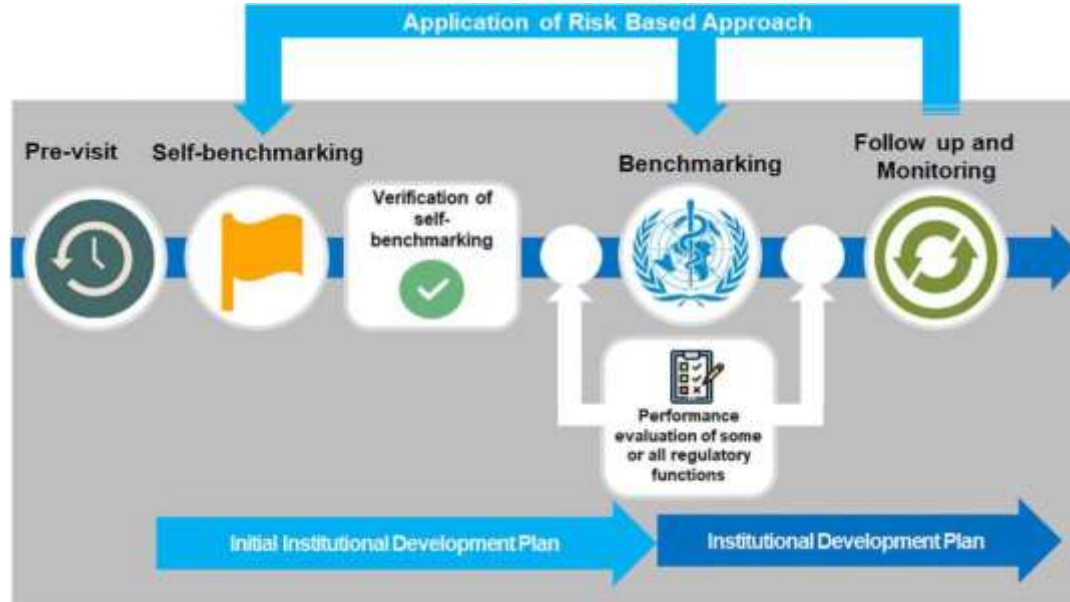 Application of Risk Based Approach
Pre-visit
Self-benchmarking
Verification of
self-
benchmarking
Benchmarking
Follow up and
Monitoring
Performance
evaluation of some
or all regulatory
functions
Initial Institutional Development Plan
Institutional Development Plan